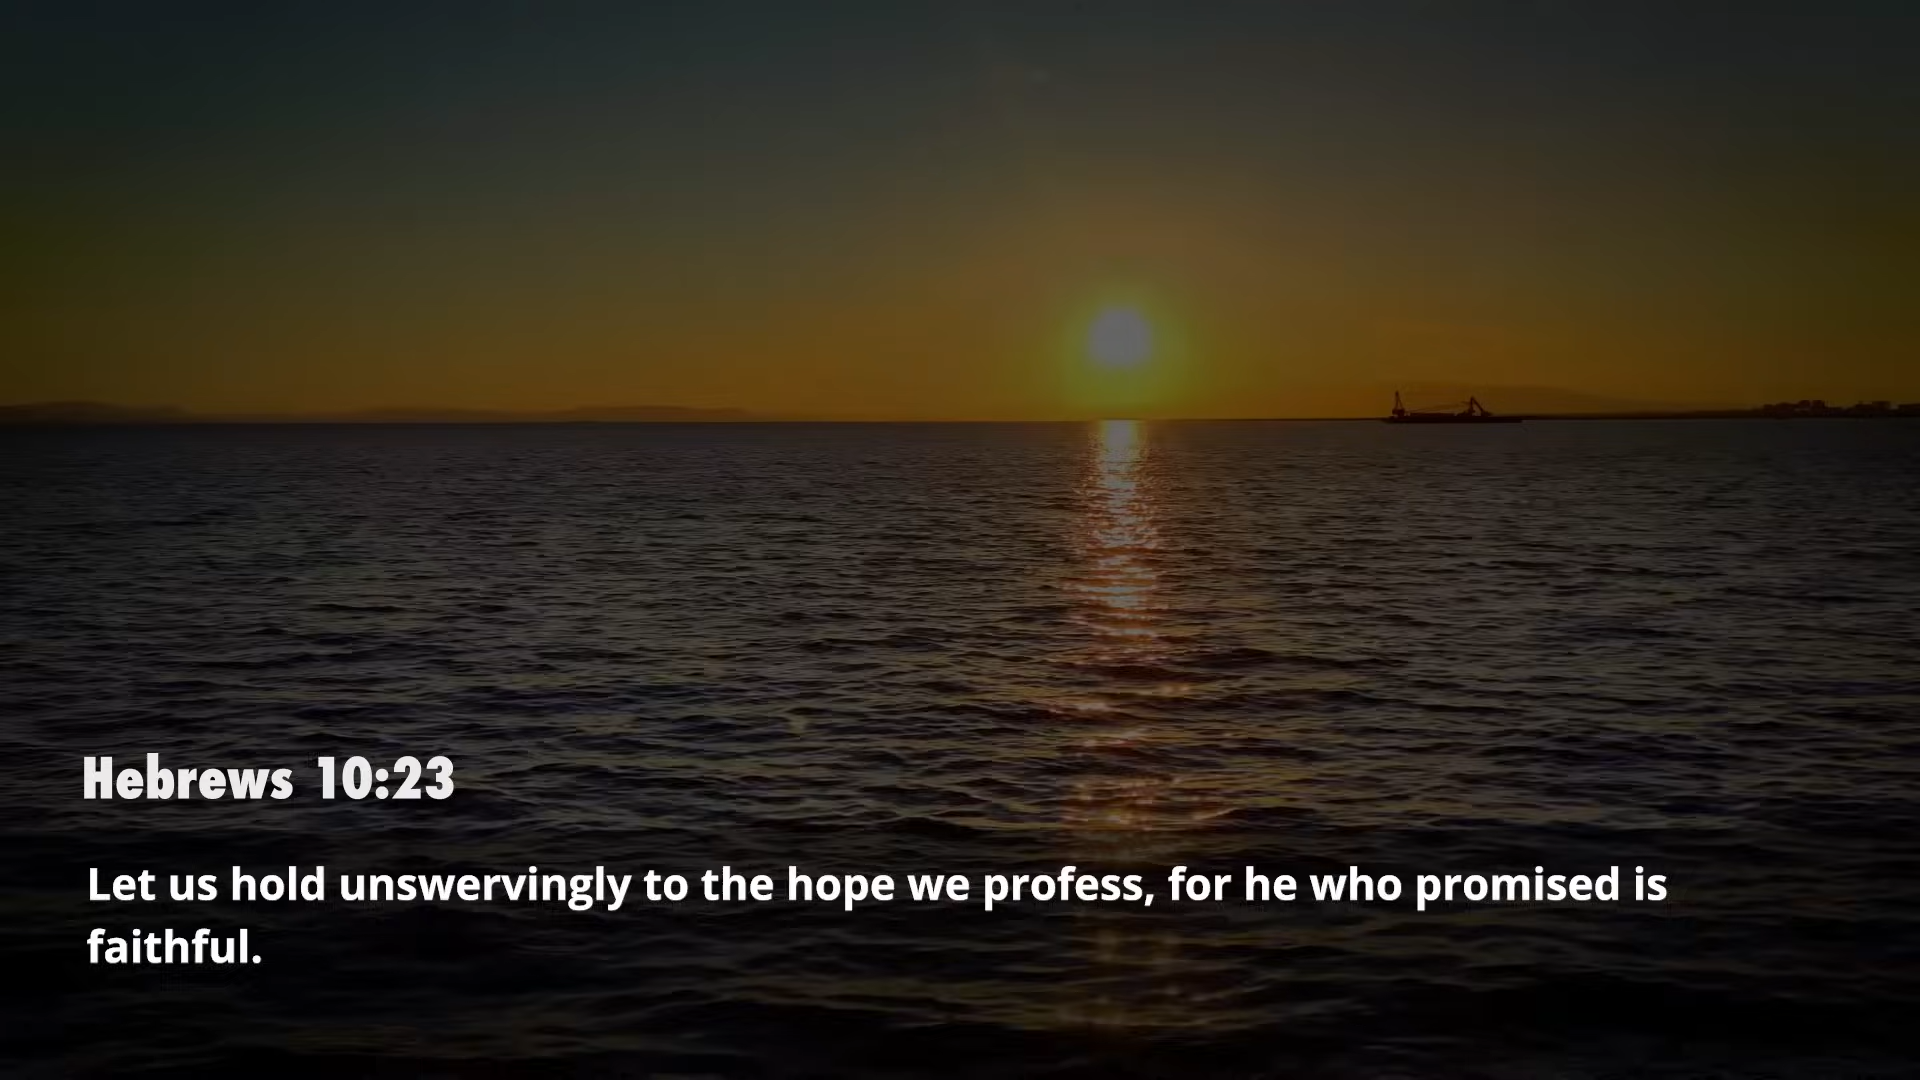 Hebrews 10:23
Let us hold unswervingly to the hope we profess, for he who promised is
faithful.